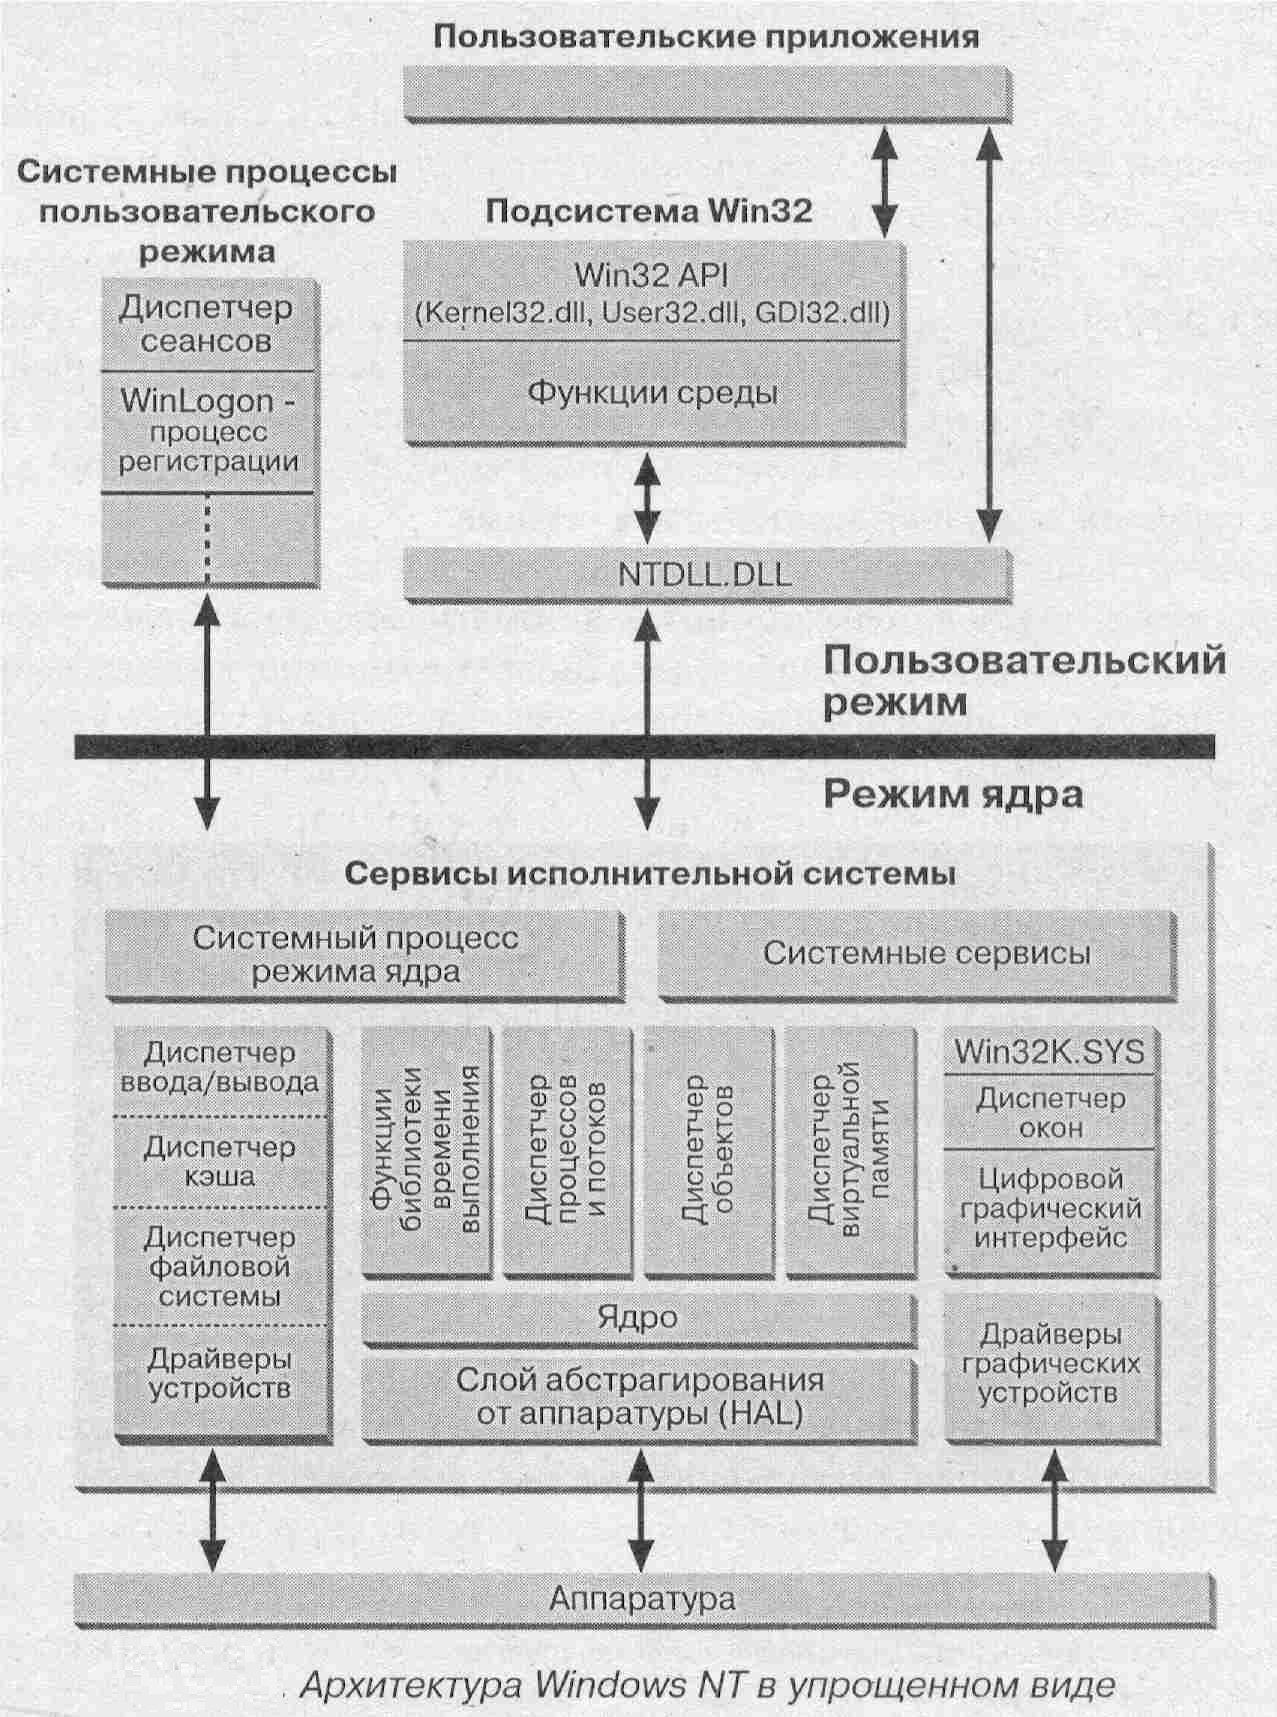 Пользовательские приложения
Системные процессы
пользовательского
режима
Диспетчер
сеансов
WinLogon -
процесс
регистрации
Подсистема Win32
Win32 API
(Kernel32.dll, User32.dll, GDI32.dll)
Функции среды
NTDLL.DLL
Пользовательский
режим
Режим ядра
Сервисы исполнительной системы
Системный процесс
режима ядра
Системные сервисы
Диспетчер
ввода/вывода
Диспетчер
кэша
Диспетчер
файловой
системы
Драйверы
устройств
Функции
библиотеки
времени
выполнения
Диспетчер
процессов
и потоков
Диспетчер
объектов
Диспетчер
виртуальной
памяти
Win32K.SYS
Диспетчер
окон
Цифровой
графический
интерфейс
Ядро
Слой абстрагирования
от аппаратуры (HAL)
Драйверы
графических
устройств
Аппаратура
Архитектура Windows NT в упрощенном виде